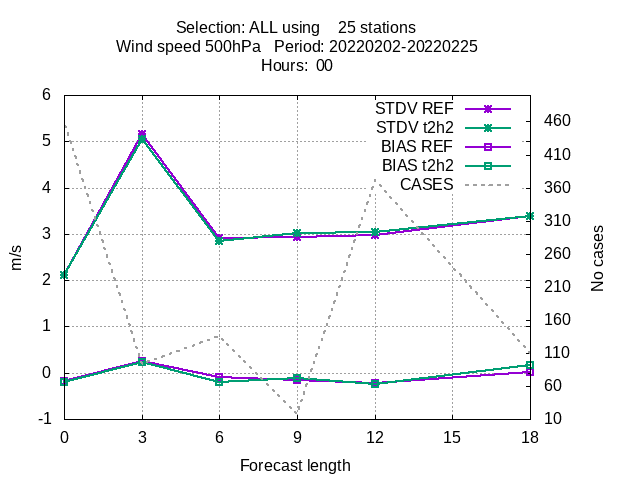 Selection: ALL using    25 stations
Wind speed 500hPa   Period: 20220202-20220225
Hours:  00
STDV REF
STDV t2h2
BIAS REF
BIAS t2h2
CASES
6
5
4
3
2
1
0
-1
m/s
460
410
360
310
260
210
160
110
60
10
No cases
0 3 6 9 12 15 18
Forecast length